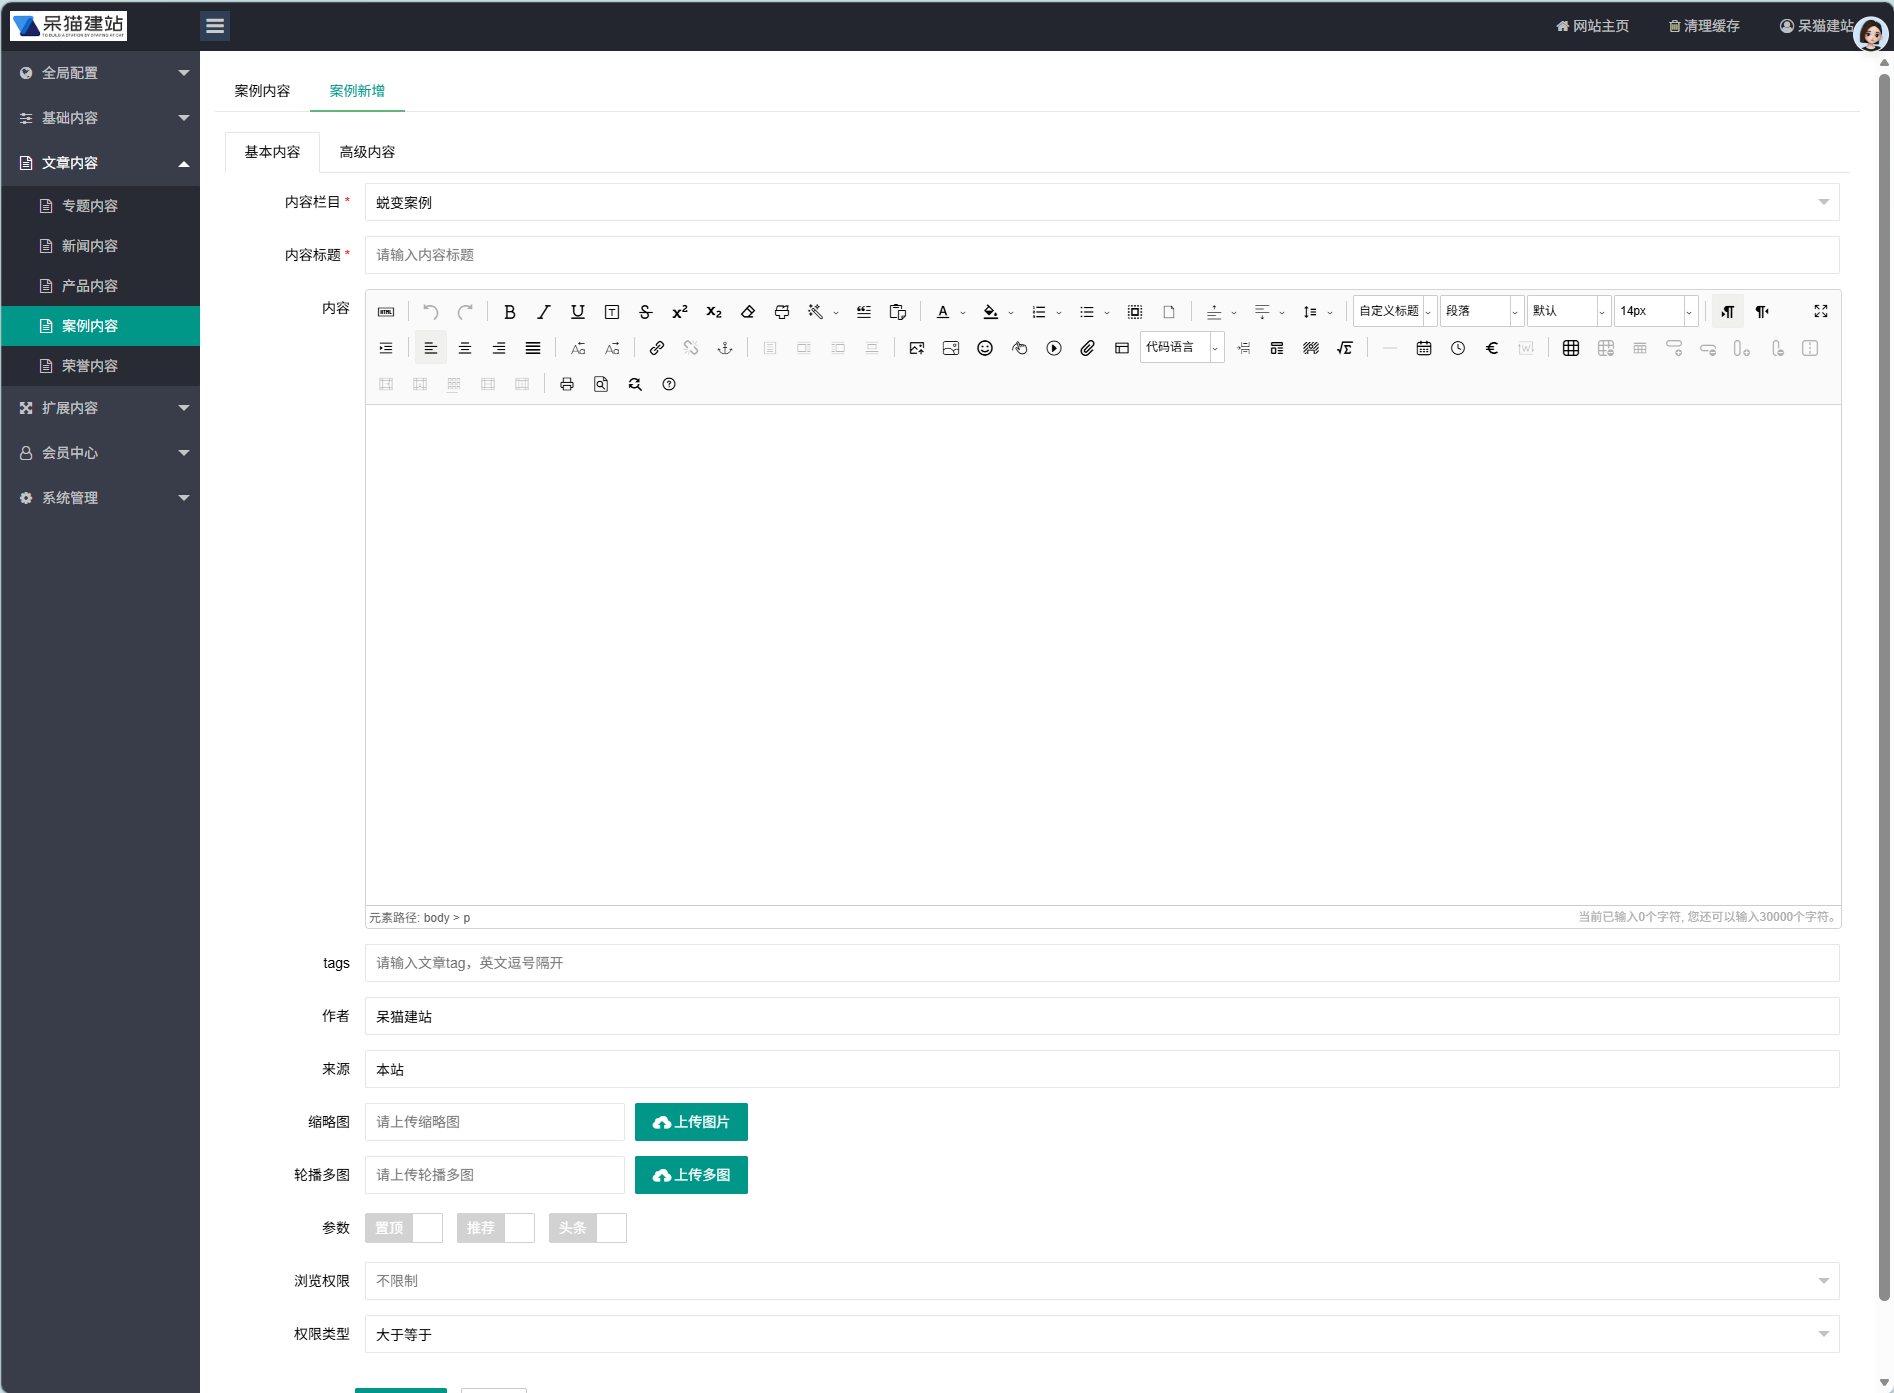 呆猫建站
TO BUILD A STATION BY STAYING AT CAT
网站主页
清理缓存
呆猫建站
全局配置
基础内容
文章内容
专题内容
新闻内容
产品内容
案例内容
荣誉内容
扩展内容
会员中心
系统管理
案例内容 案例新增
基本内容 高级内容
内容栏目 * 蜕变案例
内容标题 * 请输入内容标题
内容
HTML
自定义标题 段落 默认 14px
代码语言
元素路径: body > p
当前已输入0个字符, 您还可以输入30000个字符。
tags 请输入文章tag，英文逗号隔开
作者 呆猫建站
来源 本站
缩略图 请上传缩略图 上传图片
轮播多图 请上传轮播多图 上传多图
参数 置顶 推荐 头条
浏览权限 不限制
权限类型 大于等于